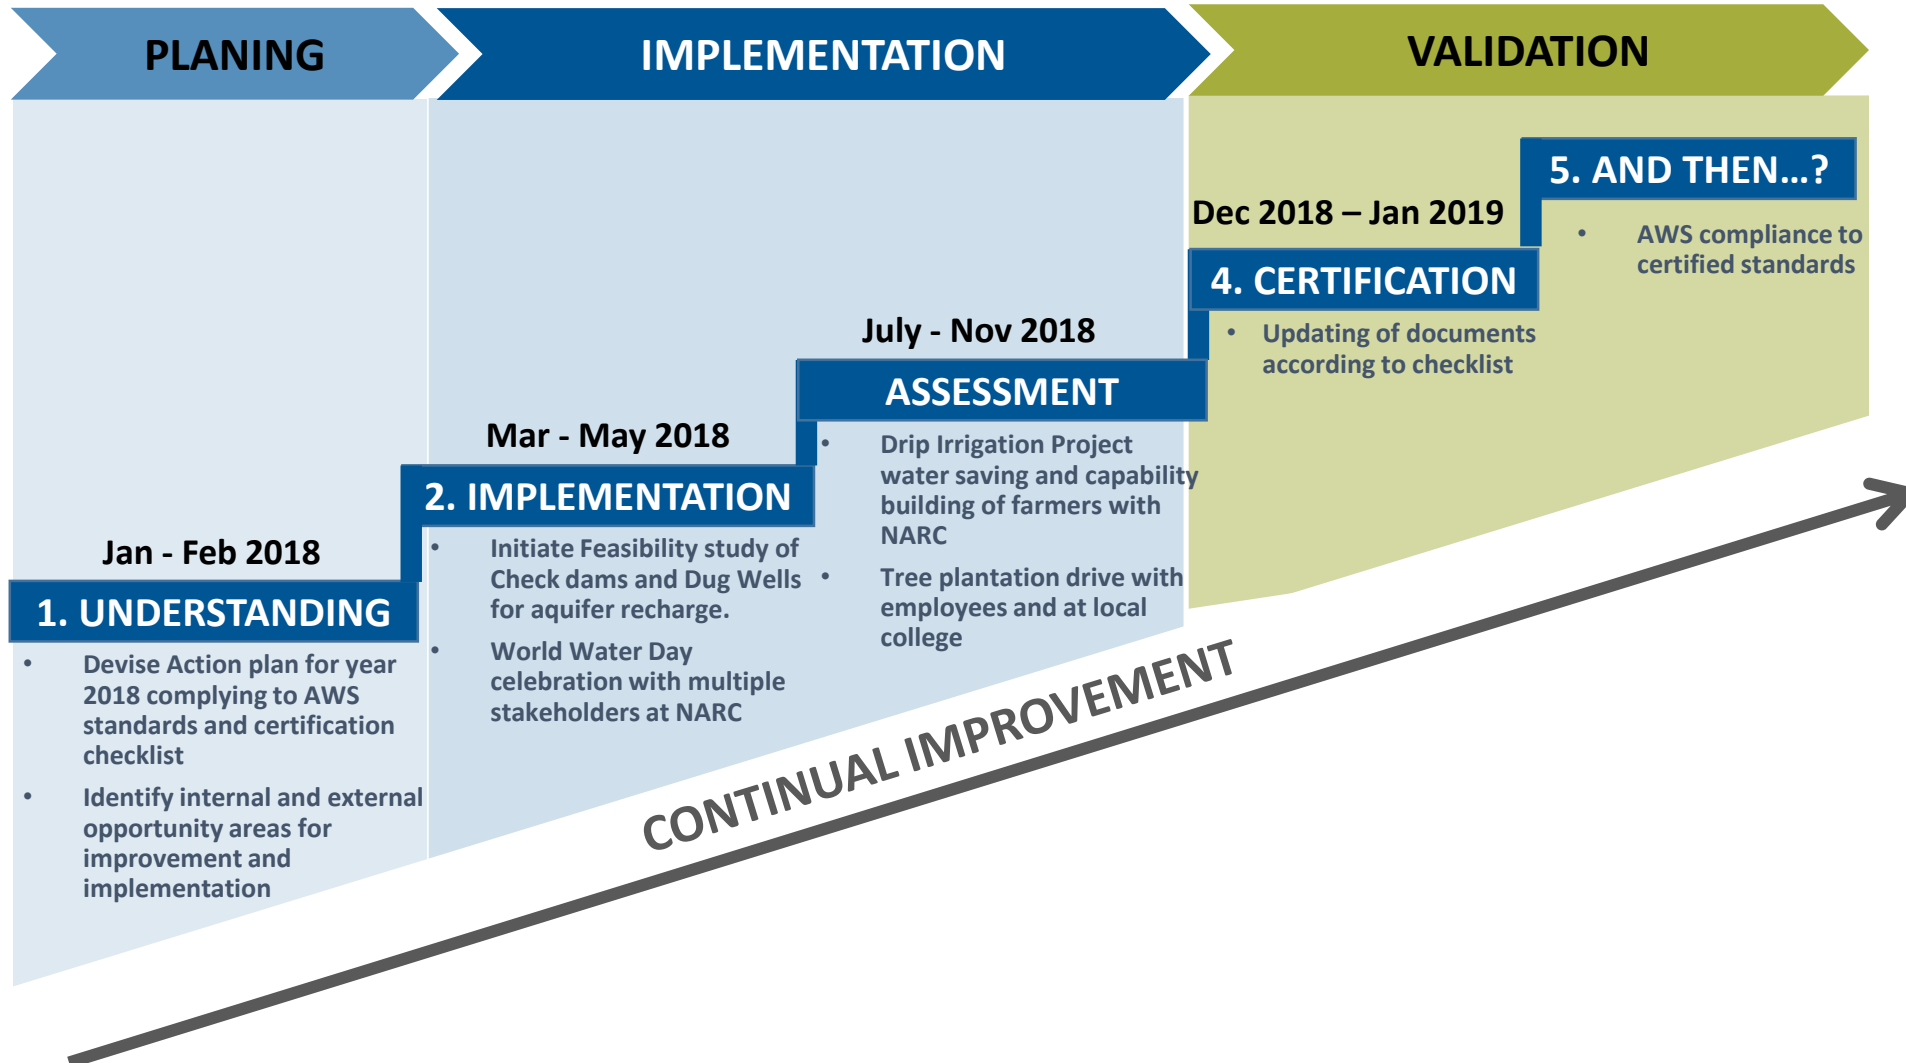 PLANING
IMPLEMENTATION
VALIDATION
Jan - Feb 2018
1. UNDERSTANDING
• Devise Action plan for year
2018 complying to AWS
standards and certification
checklist
• Identify internal and external
opportunity areas for
improvement and
implementation
Mar - May 2018
2. IMPLEMENTATION
• Initiate Feasibility study of
Check dams and Dug Wells
for aquifer recharge.
• World Water Day
celebration with multiple
stakeholders at NARC
July - Nov 2018
ASSESSMENT
• Drip Irrigation Project
water saving and capability
building of farmers with
NARC
• Tree plantation drive with
employees and at local
college
Dec 2018 – Jan 2019
4. CERTIFICATION
• Updating of documents
according to checklist
5. AND THEN...?
• AWS compliance to
certified standards
CONTINUAL IMPROVEMENT